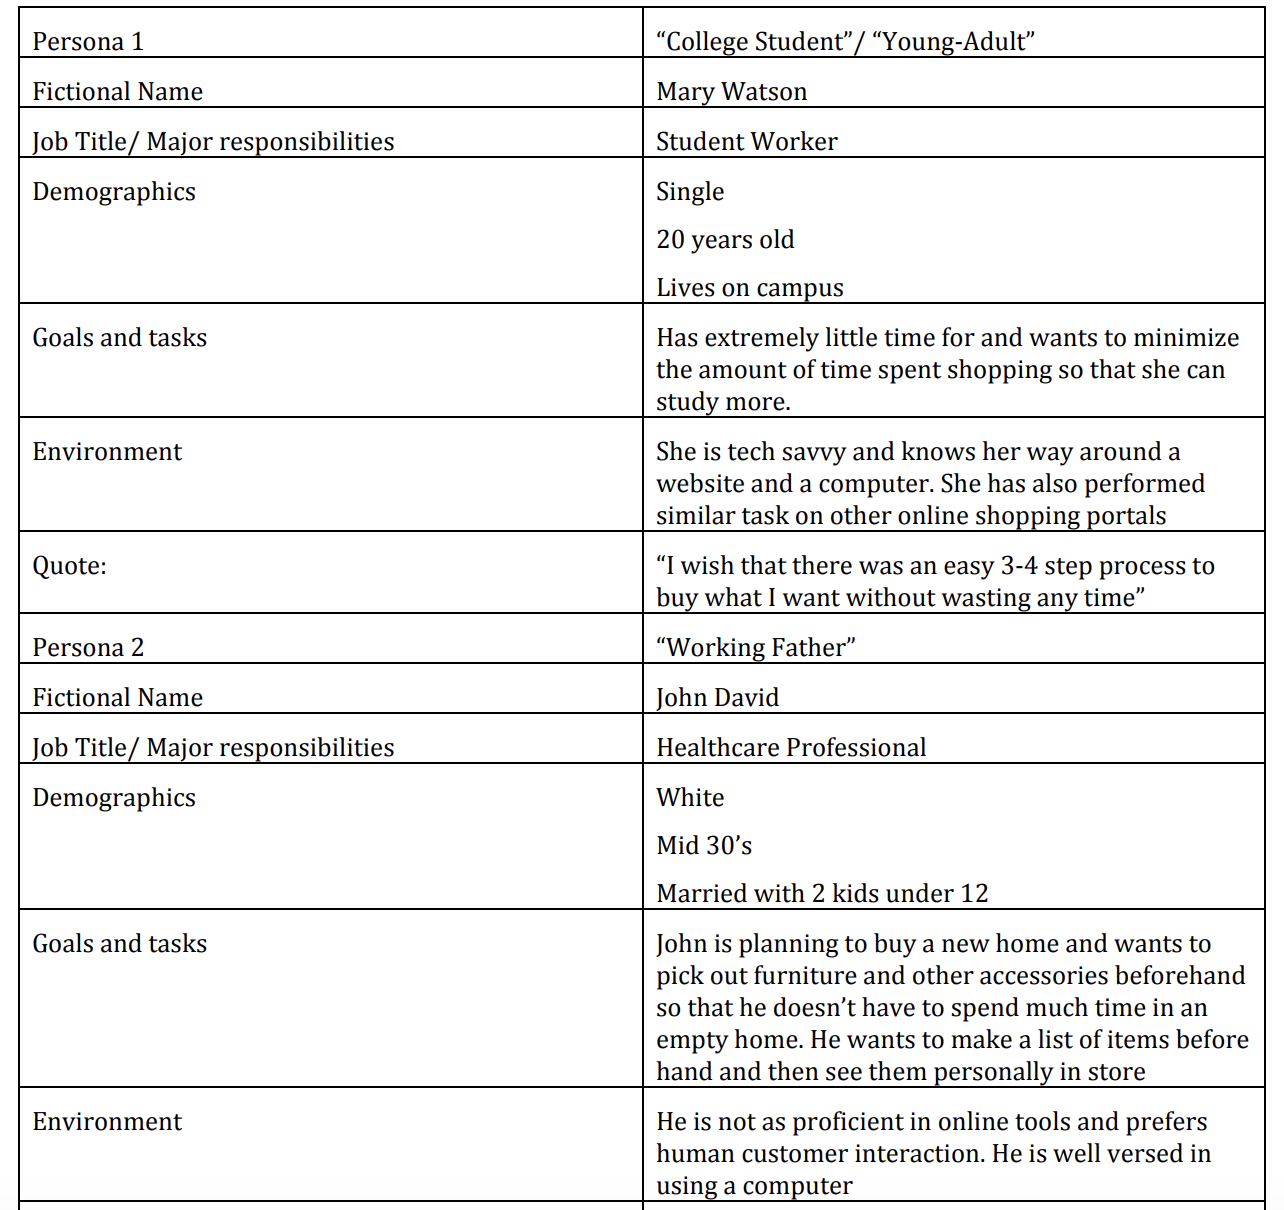 Persona 1
“College Student”/ “Young-Adult”
Fictional Name
Mary Watson
Job Title/ Major responsibilities
Student Worker
Demographics
Single
20 years old
Lives on campus
Goals and tasks
Has extremely little time for and wants to minimize
the amount of time spent shopping so that she can
study more.
Environment
She is tech savvy and knows her way around a
website and a computer. She has also performed
similar task on other online shopping portals
Quote:
“I wish that there was an easy 3-4 step process to
buy what I want without wasting any time”
Persona 2
“Working Father”
Fictional Name
John David
Job Title/ Major responsibilities
Healthcare Professional
Demographics
White
Mid 30’s
Married with 2 kids under 12
Goals and tasks
John is planning to buy a new home and wants to
pick out furniture and other accessories beforehand
so that he doesn’t have to spend much time in an
empty home. He wants to make a list of items before
hand and then see them personally in store
Environment
He is not as proficient in online tools and prefers
human customer interaction. He is well versed in
using a computer